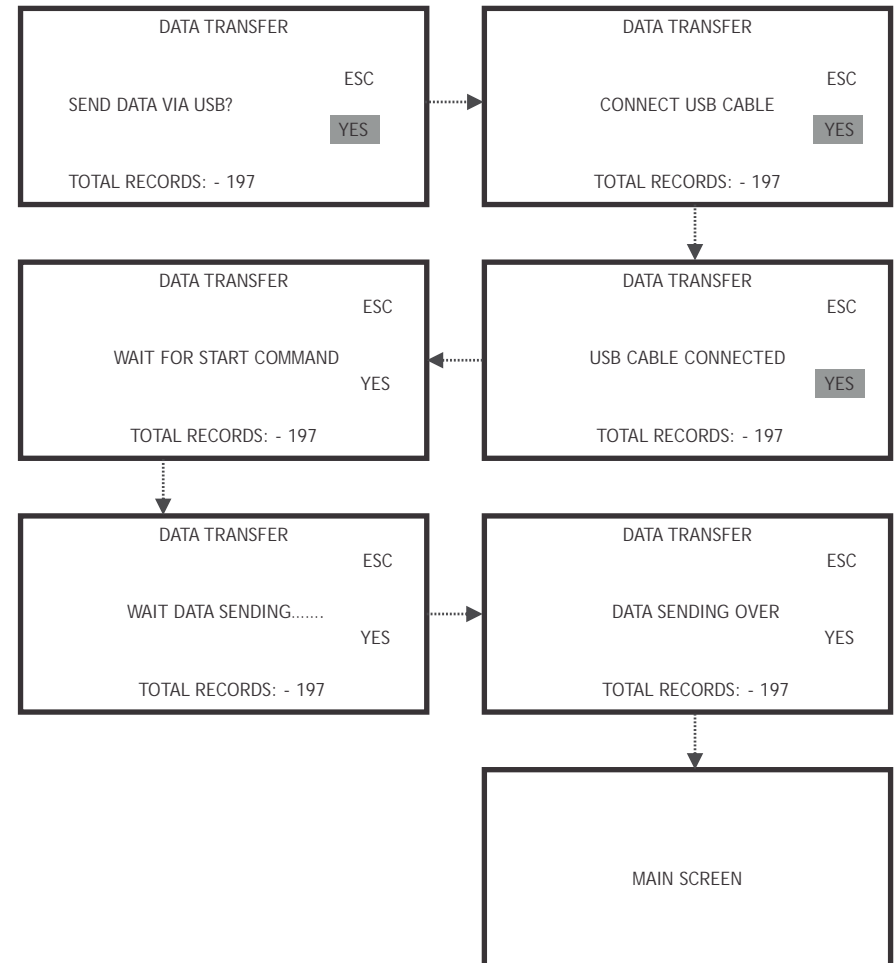 DATA TRANSFER
ESC
SEND DATA VIA USB?
YES
TOTAL RECORDS: - 197
DATA TRANSFER
ESC
CONNECT USB CABLE
YES
TOTAL RECORDS: - 197
DATA TRANSFER
ESC
USB CABLE CONNECTED
YES
TOTAL RECORDS: - 197
DATA TRANSFER
ESC
WAIT FOR START COMMAND
YES
TOTAL RECORDS: - 197
DATA TRANSFER
ESC
WAIT DATA SENDING.......
YES
TOTAL RECORDS: - 197
DATA TRANSFER
ESC
DATA SENDING OVER
YES
TOTAL RECORDS: - 197
MAIN SCREEN